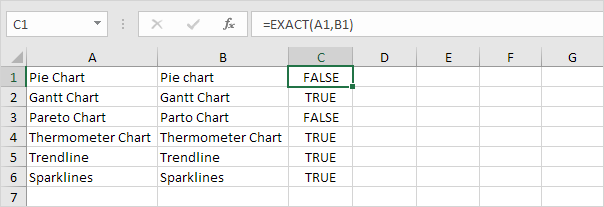 C1 fx =EXACT(A1,B1)
A B C D E F G
1 Pie Chart Pie chart FALSE
2 Gantt Chart Gantt Chart TRUE
3 Pareto Chart Parto Chart FALSE
4 Thermometer Chart Thermometer Chart TRUE
5 Trendline Trendline TRUE
6 Sparklines Sparklines TRUE
7